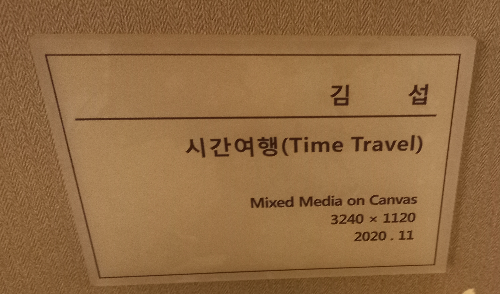 김 섭
시간여행(Time Travel)
Mixed Media on Canvas
3240 × 1120
2020 . 11